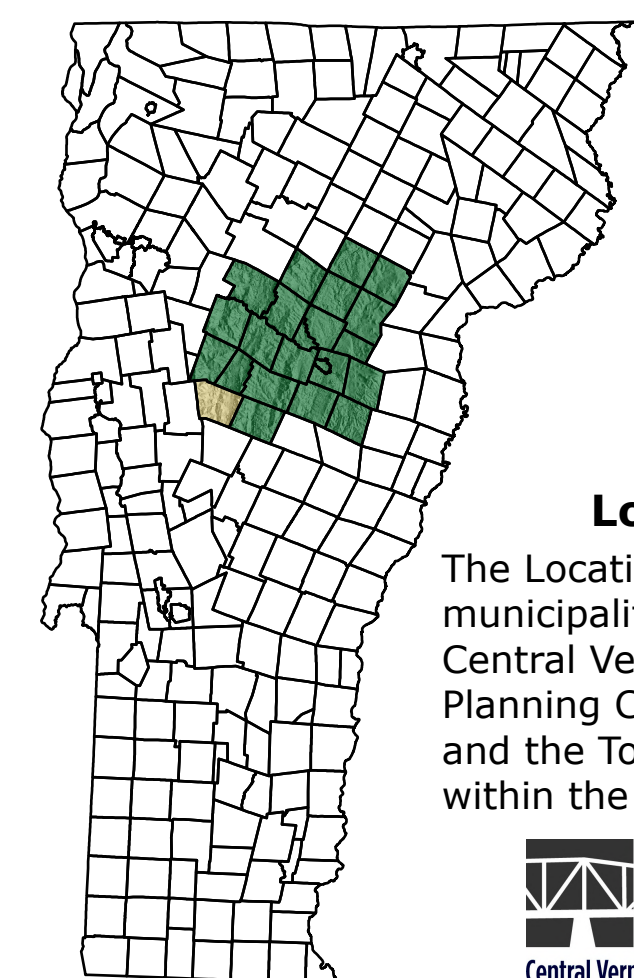 Lo
The Locati
municipalit
Central Ve
Planning C
and the To
within the
Central Verm